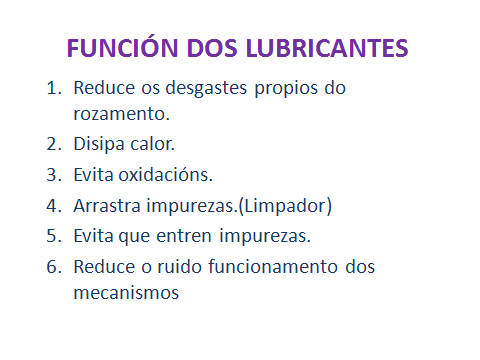 FUNCIÓN DOS LUBRICANTES
1. Reduce os desgastes propios do
rozamento.
2. Disipa calor.
3. Evita oxidacións.
4. Arrastra impurezas.(Limpador)
5. Evita que entren impurezas.
6. Reduce o ruido funcionamento dos
mecanismos